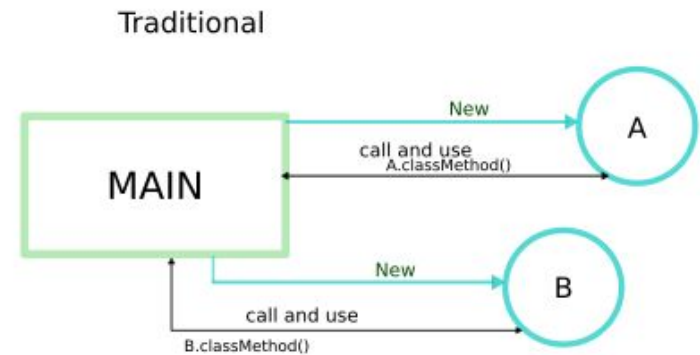 Traditional
New
A
call and use
A.classMethod()
MAIN
New
B
call and use
B.classMethod()